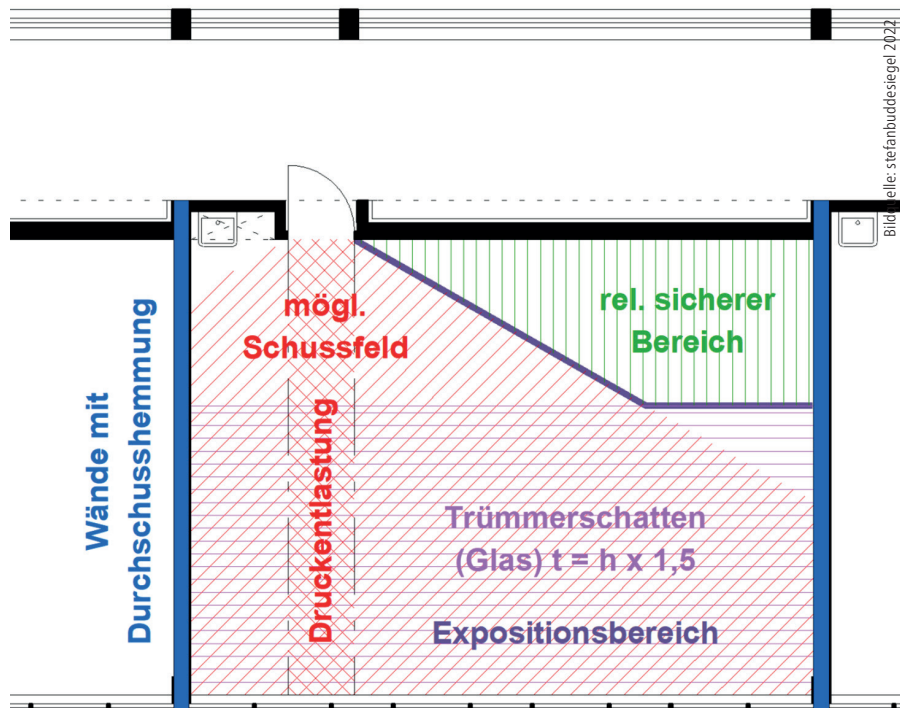 Bildquelle: stefanbuddesiegel 2022
mögl.
Schussfeld
rel. sicherer
Bereich
Wände mit
Durchschusshemmung
Druckentlastung
Trümmerschatten
(Glas) t = h x 1,5
Expositionsbereich